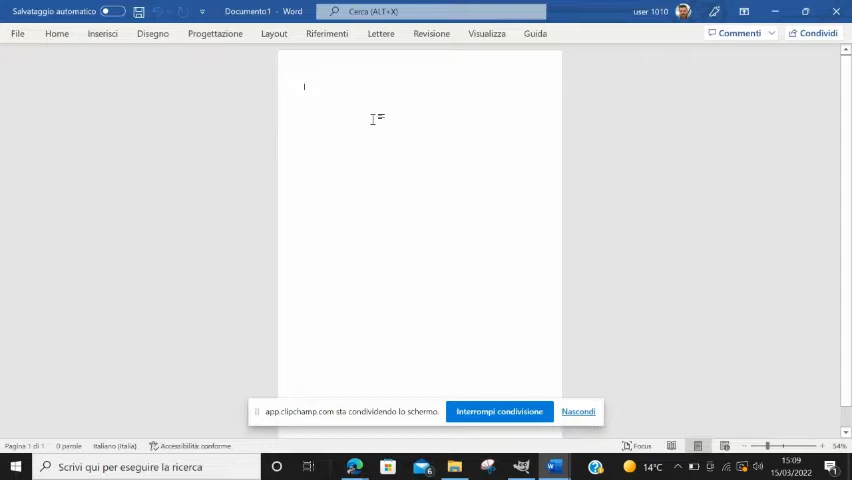 Salvataggio automatico Documento1 - Word Cerca (ALT+X) user 1010
File Home Inserisci Disegno Progettazione Layout Riferimenti Lettere Revisione Visualizza Guida Commenti Condividi
app.clipchamp.com sta condividendo lo schermo. Interrompi condivisione Nascondi
Pagina 1 di 1 0 parole Italiano (Italia) Accessibilità: conforme Focus 54%
Scrivi qui per eseguire la ricerca 6 14°C 15:09
15/03/2022 1